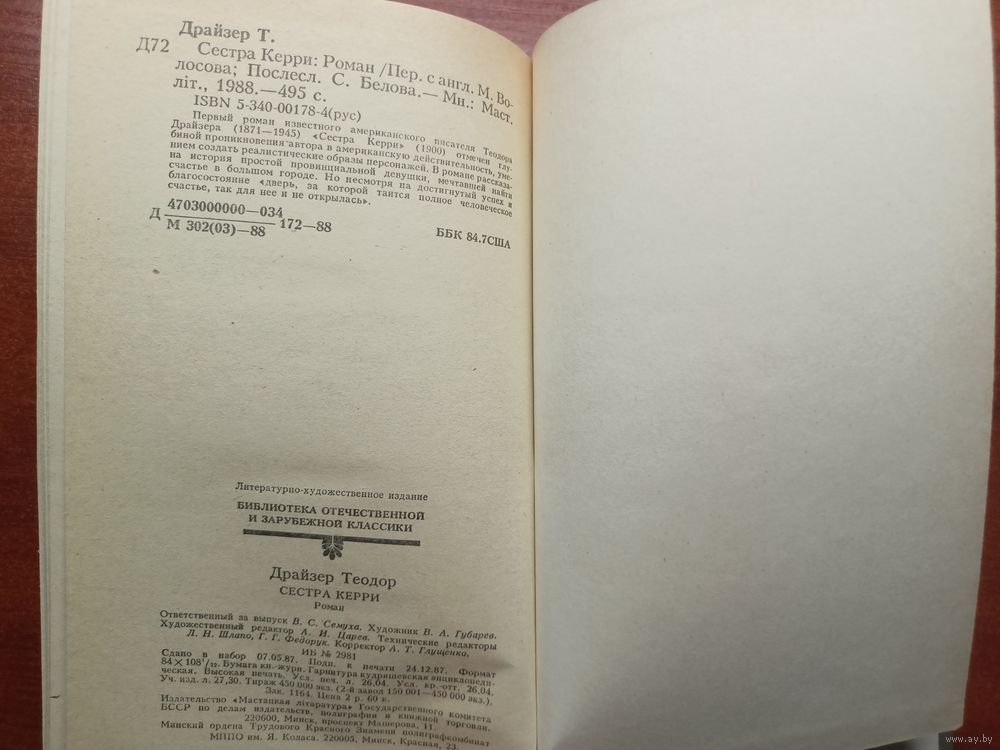 Драйзер Т.
Д72 Сестра Керри: Роман /Пер. с англ. М. Во-
лосова; Послесл. С. Белова.— Мн.: Маст.
літ., 1988.—495 с.
ISBN 5-340-00178-4(рус)
Первый роман известного американского писателя Теодора
Драйзера (1871—1945) «Сестра Керри» (1900) отмечен глу-
биной проникновения автора в американскую действительность, уме-
нием создать реалистические образы персонажей. В романе рассказа-
на история простой провинциальной девушки, мечтавшей найти
счастье в большом городе. Но несмотря на достигнутый успех и
благосостояние «дверь, за которой таится полное человеческое
счастье, так для нее и не открылась».
Д 4703000000—034
М 302(03)—88
172—88
ББК 84.7США
Литературно-художественное издание
БИБЛИОТЕКА ОТЕЧЕСТВЕННОЙ
И ЗАРУБЕЖНОЙ КЛАССИКИ
Драйзер Теодор
СЕСТРА КЕРРИ
Роман
Ответственный за выпуск В. С. Семуха. Художник В. А. Губарев.
Художественный редактор А. И. Царев. Технические редакторы
Л. Н. Шлапо, Г. Г. Федорук. Корректор А. Т. Глущенко,
ИБ № 2981
Сдано в набор 07.05.87. Подп. к печати 24.12.87. Формат
84×108¹/₃₂. Бумага кн.-журн. Гарнитура кудряшевская энциклопеди-
ческая. Высокая печать. Усл. печ. л. 26.04. Усл. кр.-отт. 26.04.
Уч. изд. л. 27,30. Тираж 450 000 экз. (2-й завод 150 001—450 000 экз.).
Зак. 1164. Цена 2 р. 60 к.
Издательство «Мастацкая літаратура» Государственного комитета
БССР по делам издательств, полиграфии и книжной торговли.
220600, Минск, проспект Машерова, 11.
Минский ордена Трудового Красного Знамени полиграфкомбинат
МППО им. Я. Коласа. 220005, Минск, Красная, 23.
www.ay.by